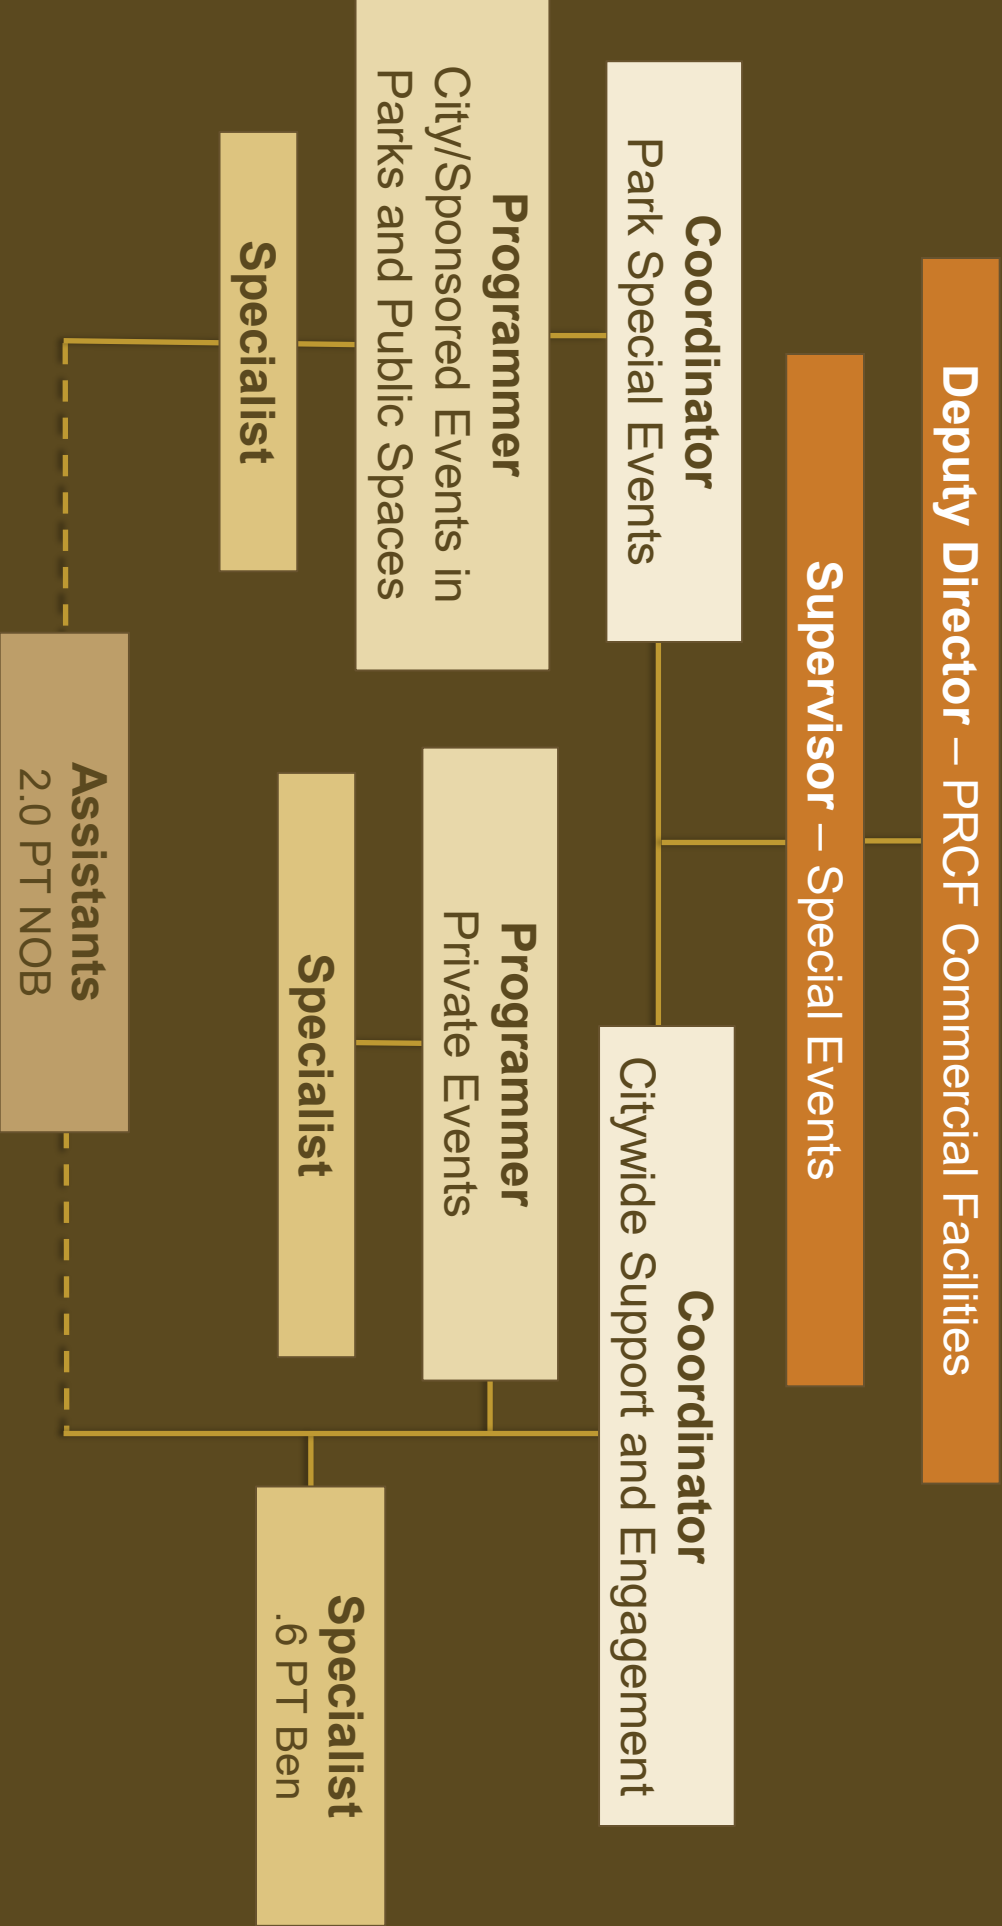 Deputy Director – PRCF Commercial Facilities
Supervisor – Special Events
Coordinator
Park Special Events
Coordinator
Citywide Support and Engagement
Programmer
City/Sponsored Events in
Parks and Public Spaces
Programmer
Private Events
Specialist
Specialist
Specialist
.6 PT Ben
Assistants
2.0 PT NOB